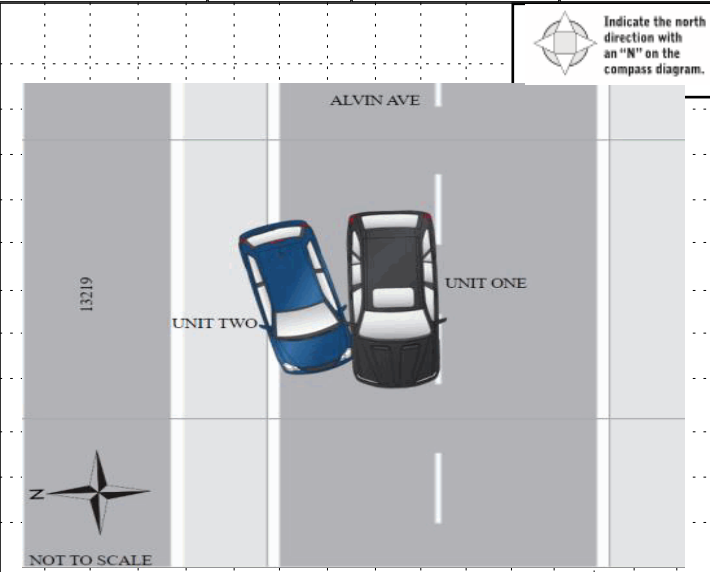 Indicate the north
direction with
an “N” on the
compass diagram.
ALVIN AVE
UNIT ONE
13219
UNIT TWO
N
NOT TO SCALE